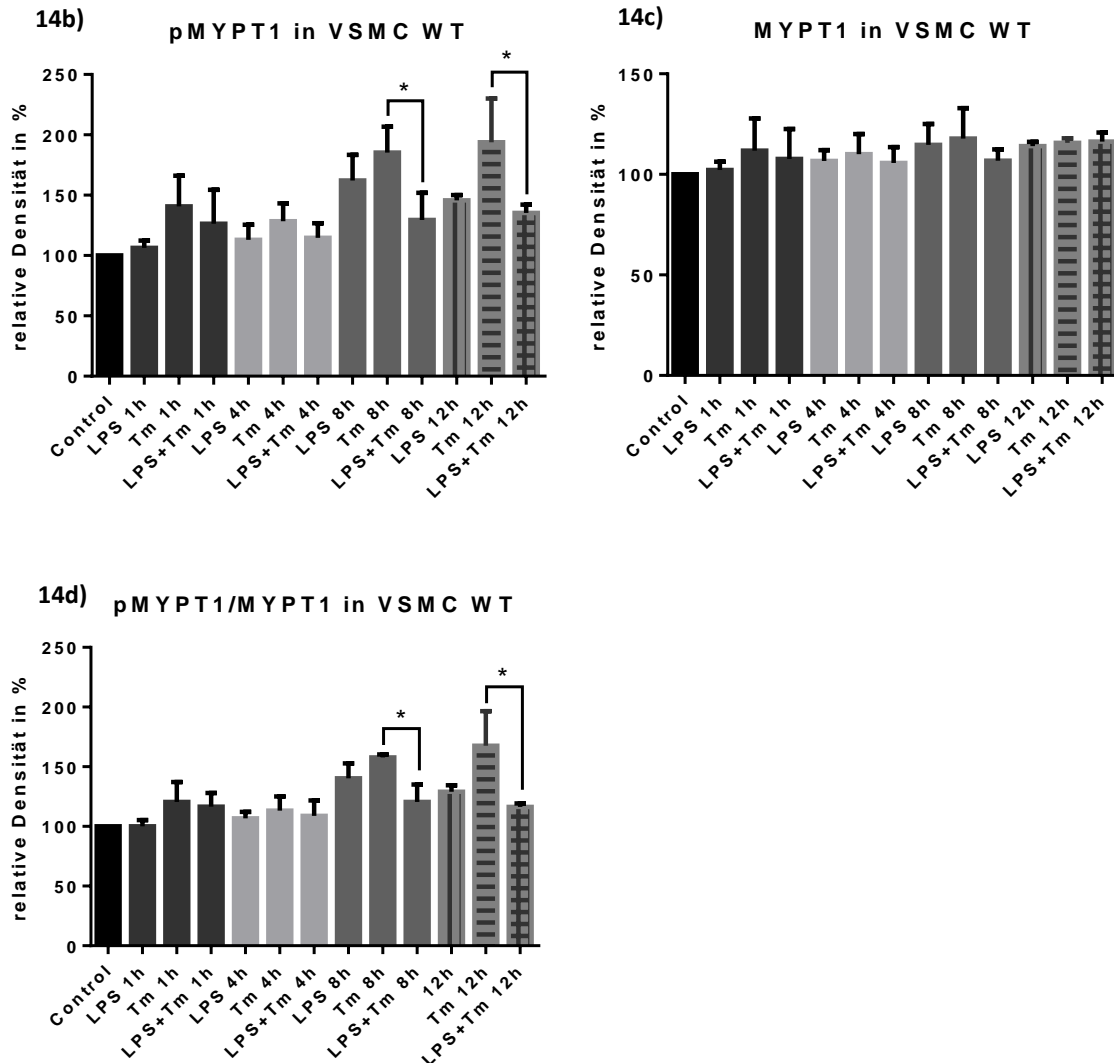 14b)
pMYPT1 in VSMC WT
relative Densität in %
250
200
150
100
50
0
*
*
Control
LPS 1h
Tm 1h
LPS+Tm 1h
LPS 4h
Tm 4h
LPS+Tm 4h
LPS 8h
Tm 8h
LPS+Tm 8h
LPS 12h
Tm 12h
LPS+Tm 12h
14c)
MYPT1 in VSMC WT
relative Densität in %
150
100
50
0
Control
LPS 1h
Tm 1h
LPS+Tm 1h
LPS 4h
Tm 4h
LPS+Tm 4h
LPS 8h
Tm 8h
LPS+Tm 8h
LPS 12h
Tm 12h
LPS+Tm 12h
14d)
pMYPT1/MYPT1 in VSMC WT
relative Densität in %
250
200
150
100
50
0
*
*
Control
LPS 1h
Tm 1h
LPS+Tm 1h
LPS 4h
Tm 4h
LPS+Tm 4h
LPS 8h
Tm 8h
LPS+Tm 8h
12h
Tm 12h
LPS+Tm 12h